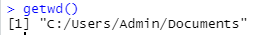 > getwd()
[1] "C:/Users/Admin/Documents"